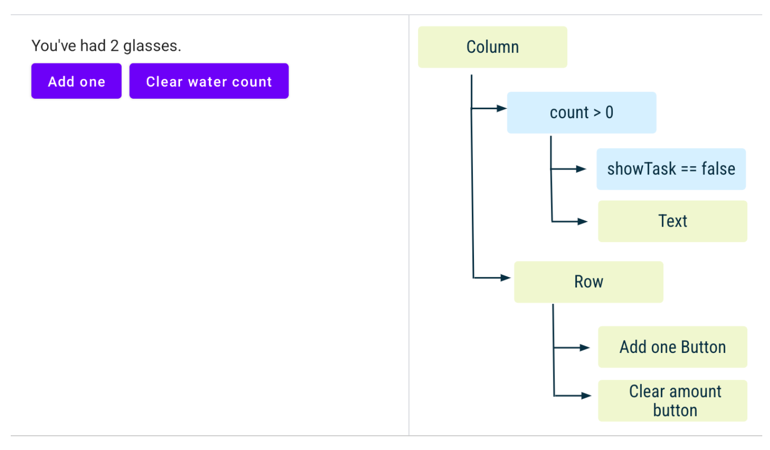 You've had 2 glasses.
Add one
Clear water count
Column
count > 0
showTask == false
Text
Row
Add one Button
Clear amount
button